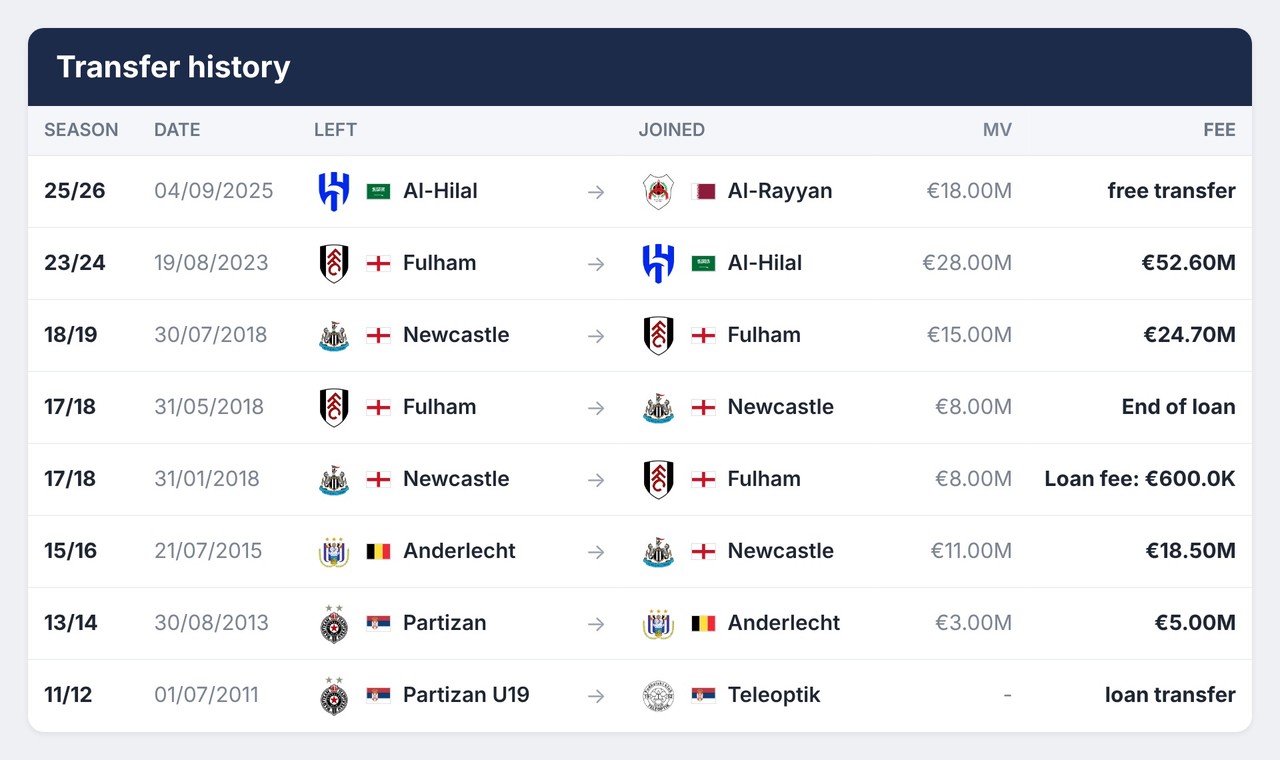 Transfer history
SEASON DATE LEFT JOINED MV FEE
25/26 04/09/2025 Al-Hilal → Al-Rayyan €18.00M free transfer
23/24 19/08/2023 Fulham → Al-Hilal €28.00M €52.60M
18/19 30/07/2018 Newcastle → Fulham €15.00M €24.70M
17/18 31/05/2018 Fulham → Newcastle €8.00M End of loan
17/18 31/01/2018 Newcastle → Fulham €8.00M Loan fee: €600.0K
15/16 21/07/2015 Anderlecht → Newcastle €11.00M €18.50M
13/14 30/08/2013 Partizan → Anderlecht €3.00M €5.00M
11/12 01/07/2011 Partizan U19 → Teleoptik - loan transfer